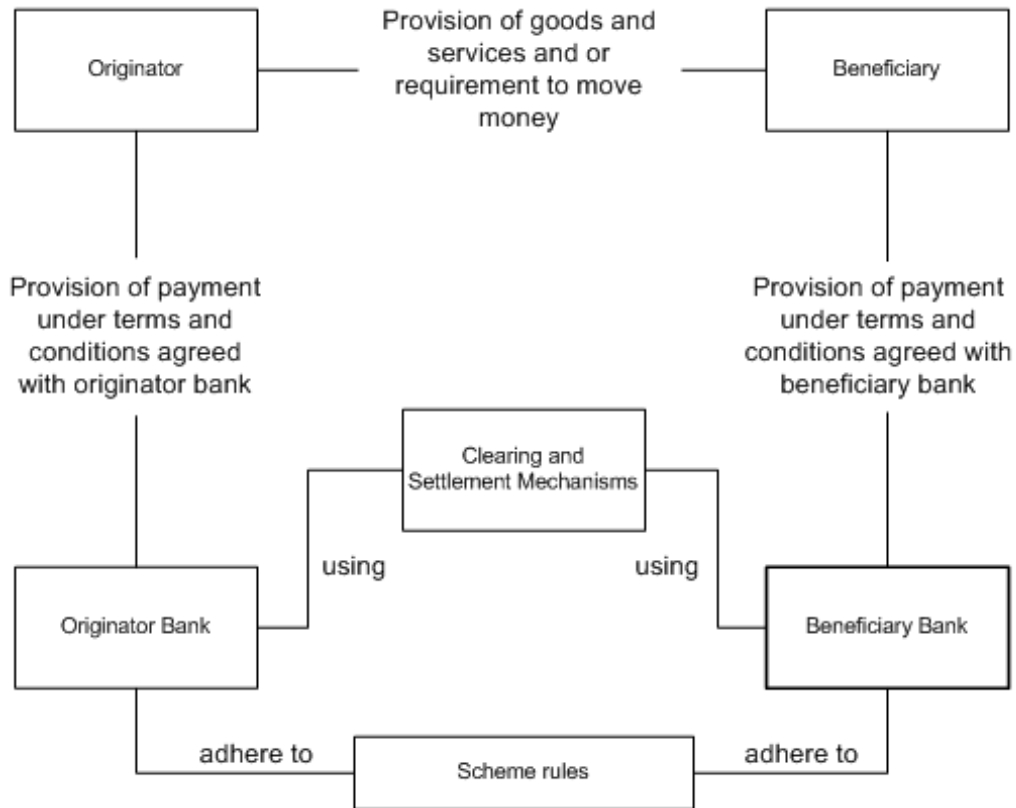 Originator
Provision of goods and
services and or
requirement to move
money
Beneficiary
Provision of payment
under terms and
conditions agreed
with originator bank
Provision of payment
under terms and
conditions agreed with
beneficiary bank
Clearing and
Settlement Mechanisms
using
using
Originator Bank
Beneficiary Bank
adhere to
Scheme rules
adhere to